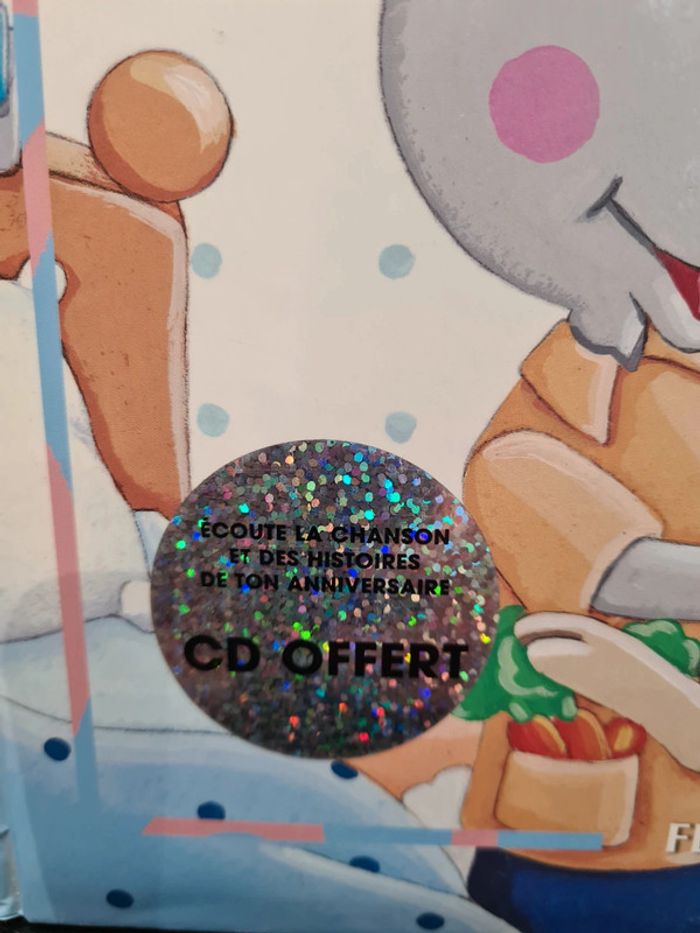 ÉCOUTE LA CHANSON
ET DES HISTOIRES
DE TON ANNIVERSAIRE
CD OFFERT